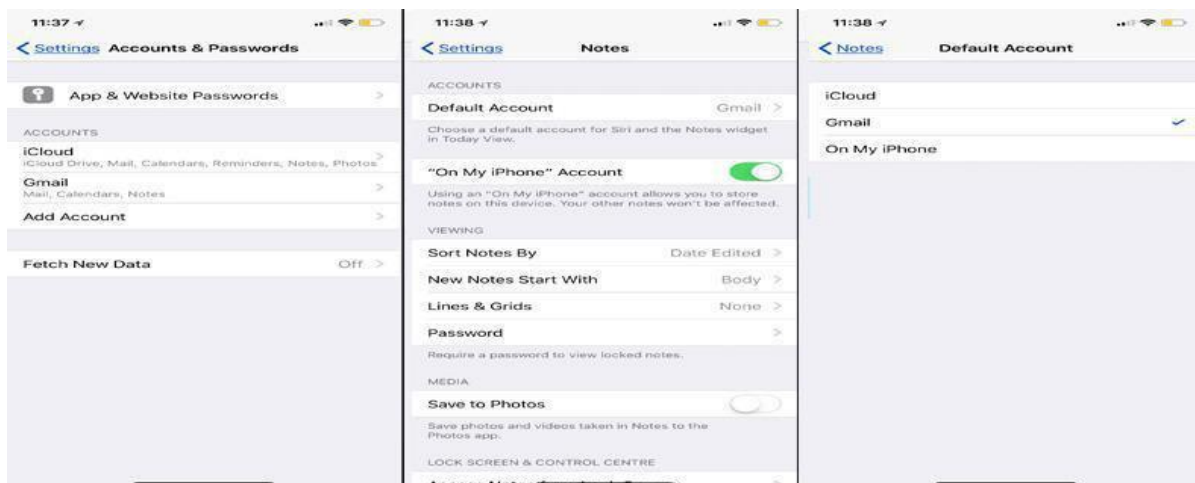 11:37
Settings Accounts & Passwords
App & Website Passwords
ACCOUNTS
iCloud
iCloud Drive, Mail, Calendars, Reminders, Notes, Photos
Gmail
Mail, Calendars, Notes
Add Account
Fetch New Data Off
11:38
Settings Notes
ACCOUNTS
Default Account Gmail
Choose a default account for Siri and the Notes widget
in Today View.
"On My iPhone" Account
Using an "On My iPhone" account allows you to store
notes on this device. Your other notes won't be affected.
VIEWING
Sort Notes By Date Edited
New Notes Start With Body
Lines & Grids None
Password
Require a password to view locked notes.
MEDIA
Save to Photos
Save photos and videos taken in Notes to the
Photos app.
LOCK SCREEN & CONTROL CENTRE
11:38
Notes Default Account
iCloud
Gmail
On My iPhone